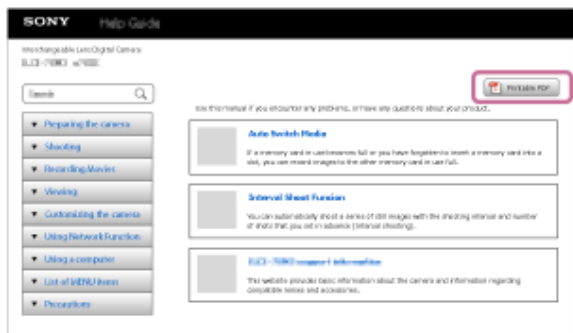 SONY Help Guide
Interchangeable Lens Digital Camera
Search
Printable PDF
Use this manual if you encounter any problems, or have any questions about your product.
Preparing the camera
Shooting
Recording Movies
Viewing
Customizing the camera
Using Network Function
Using a computer
List of MENU items
Precautions
Auto Switch Media
If a memory card in use becomes full or you have forgotten to insert a memory card into a
slot, you can record images to the other memory card in use full.
Interval Shoot Function
You can automatically shoot a series of still images with the shooting interval and number
of shots that you set in advance (Interval shooting).
support information
This website provides basic information about the camera and information regarding
compatible lenses and accessories.